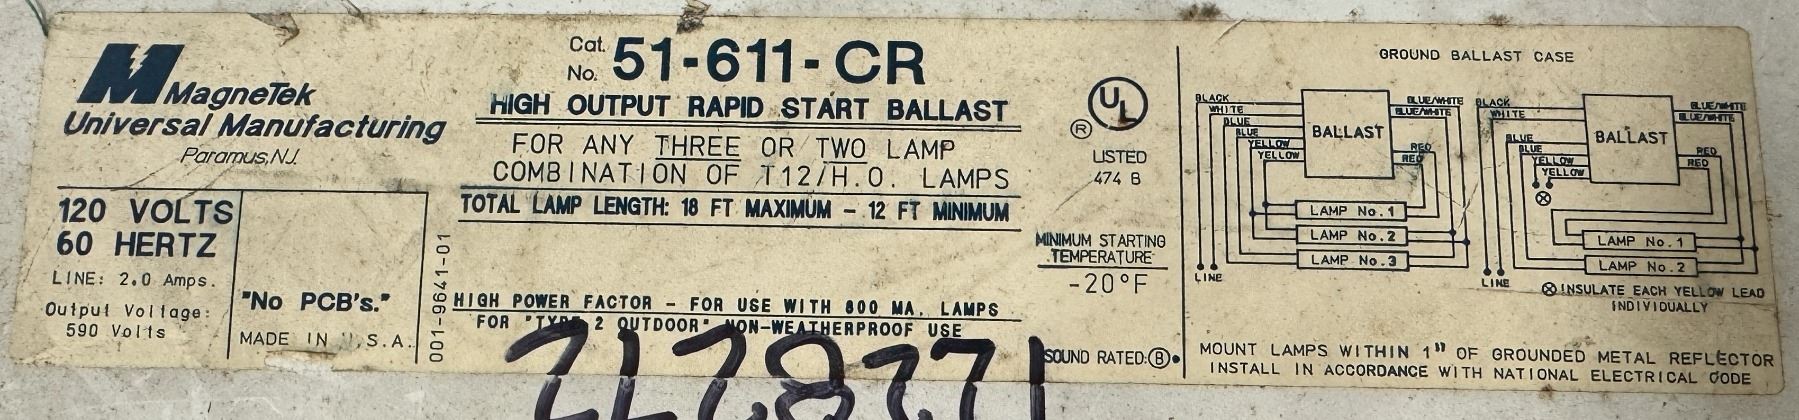 MagneTek
Universal Manufacturing
Paramus, N.J.
120 VOLTS
60 HERTZ
LINE: 2.0 Amps.
Output Voltage:
590 Volts
"No PCB's."
MADE IN U.S.A.
001-9641-01
Cat. No. 51-611-CR
HIGH OUTPUT RAPID START BALLAST
FOR ANY THREE OR TWO LAMP
COMBINATION OF T12/H.O. LAMPS
TOTAL LAMP LENGTH: 18 FT MAXIMUM - 12 FT MINIMUM
HIGH POWER FACTOR - FOR USE WITH 800 MA. LAMPS
FOR "TYPE 2 OUTDOOR" NON-WEATHERPROOF USE
UL
®
LISTED
474 B
MINIMUM STARTING
TEMPERATURE
-20°F
SOUND RATED: B
GROUND BALLAST CASE
BLACK
WHITE
BLUE
BLUE
YELLOW
YELLOW
BALLAST
BLUE/WHITE
BLUE/WHITE
RED
RED
LAMP No. 1
LAMP No. 2
LAMP No. 3
LINE
BLACK
WHITE
BLUE
BLUE
YELLOW
YELLOW
BALLAST
BLUE/WHITE
BLUE/WHITE
RED
RED
LAMP No. 1
LAMP No. 2
LINE
⊗ INSULATE EACH YELLOW LEAD
INDIVIDUALLY
MOUNT LAMPS WITHIN 1" OF GROUNDED METAL REFLECTOR
INSTALL IN ACCORDANCE WITH NATIONAL ELECTRICAL CODE